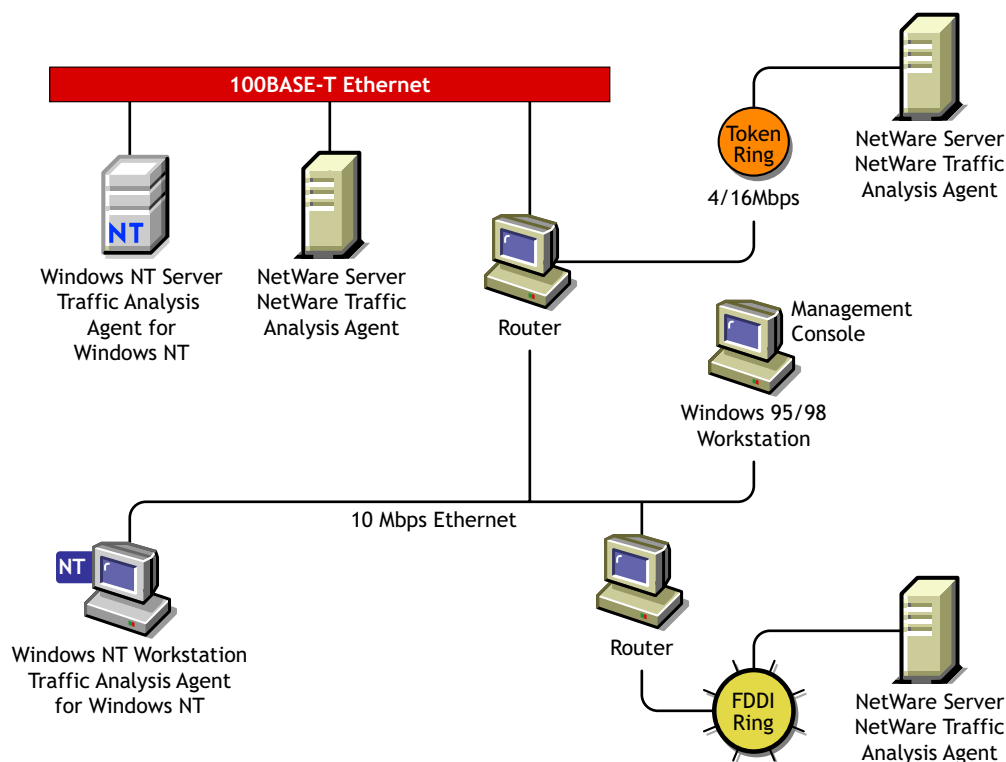 100BASE-T Ethernet
Token
Ring
4/16Mbps
NetWare Server
NetWare Traffic
Analysis Agent
NT
Windows NT Server
Traffic Analysis
Agent for
Windows NT
NetWare Server
NetWare Traffic
Analysis Agent
Router
Management
Console
Windows 95/98
Workstation
10 Mbps Ethernet
NT
Windows NT Workstation
Traffic Analysis Agent
for Windows NT
Router
FDDI
Ring
NetWare Server
NetWare Traffic
Analysis Agent